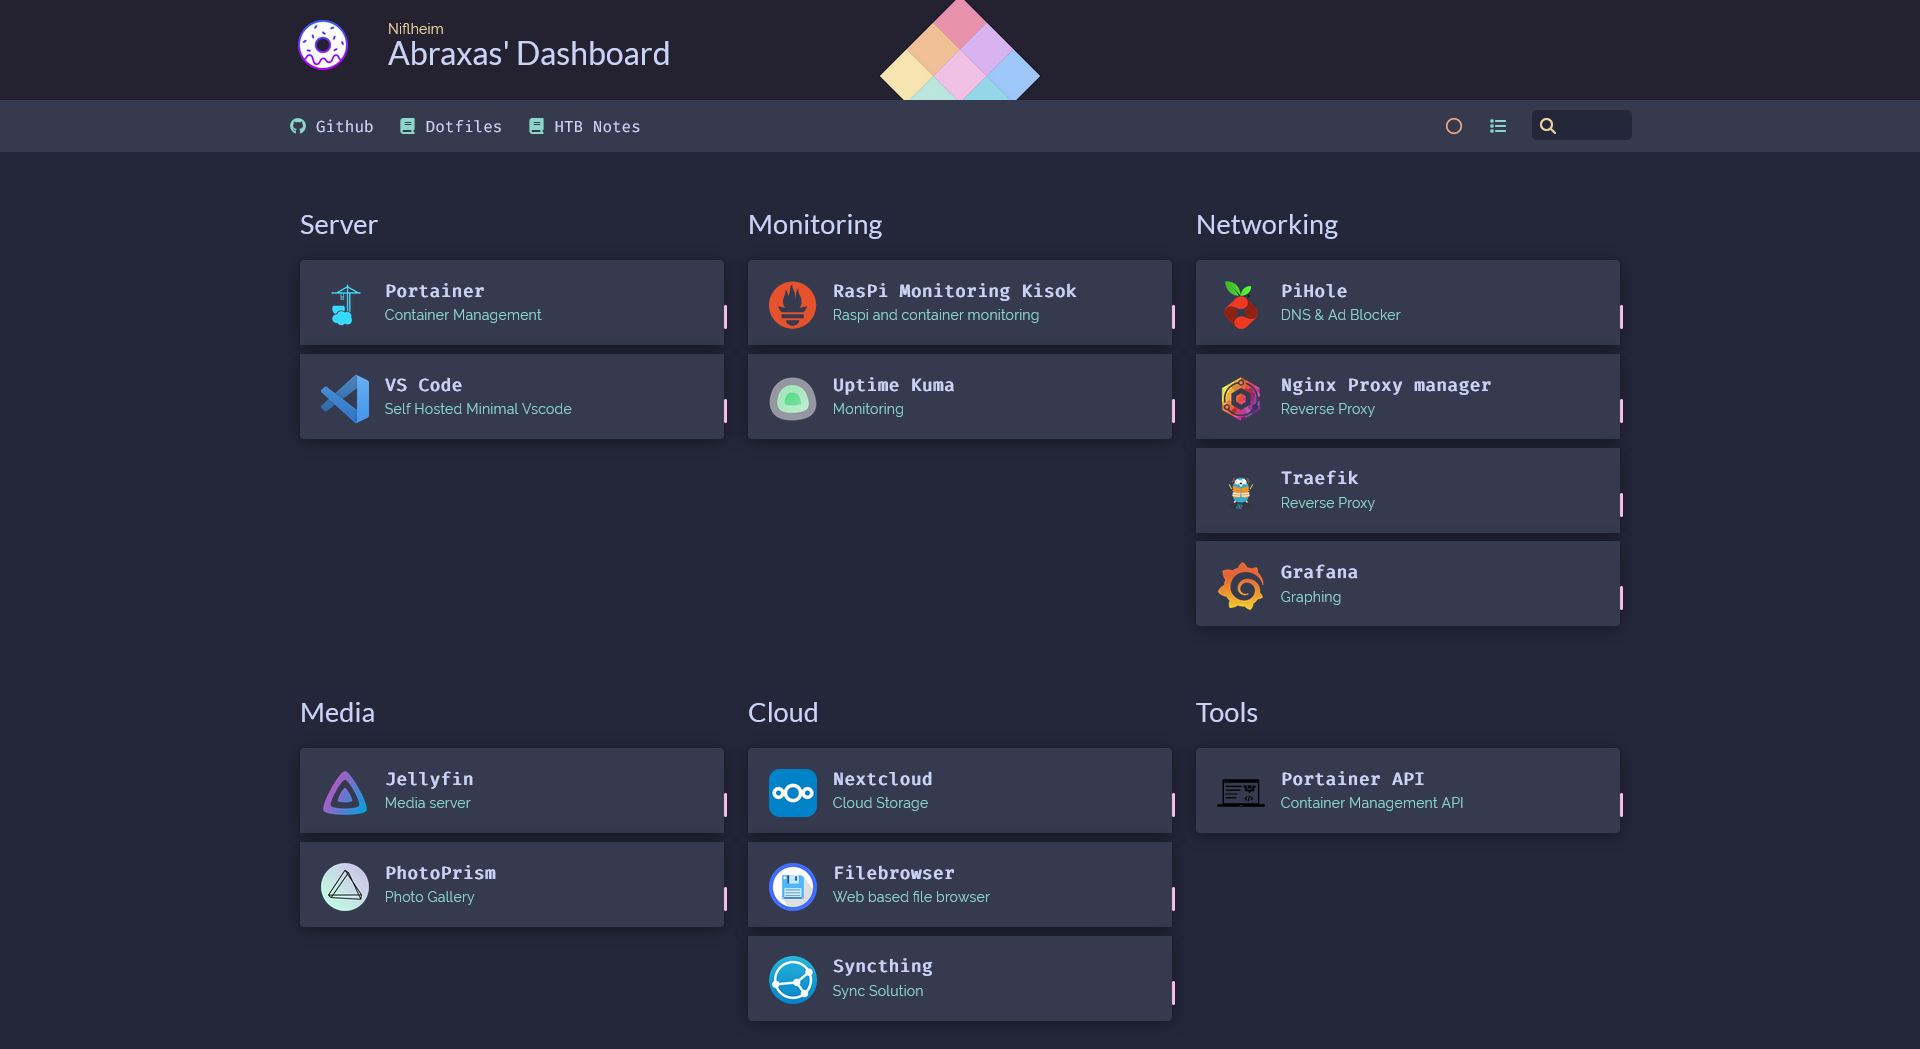 Niflheim
Abraxas' Dashboard
Github
Dotfiles
HTB Notes
Server
Portainer
Container Management
VS Code
Self Hosted Minimal Vscode
Monitoring
RasPi Monitoring Kisok
Raspi and container monitoring
Uptime Kuma
Monitoring
Networking
PiHole
DNS & Ad Blocker
Nginx Proxy manager
Reverse Proxy
Traefik
Reverse Proxy
Grafana
Graphing
Media
Jellyfin
Media server
PhotoPrism
Photo Gallery
Cloud
Nextcloud
Cloud Storage
Filebrowser
Web based file browser
Syncthing
Sync Solution
Tools
Portainer API
Container Management API